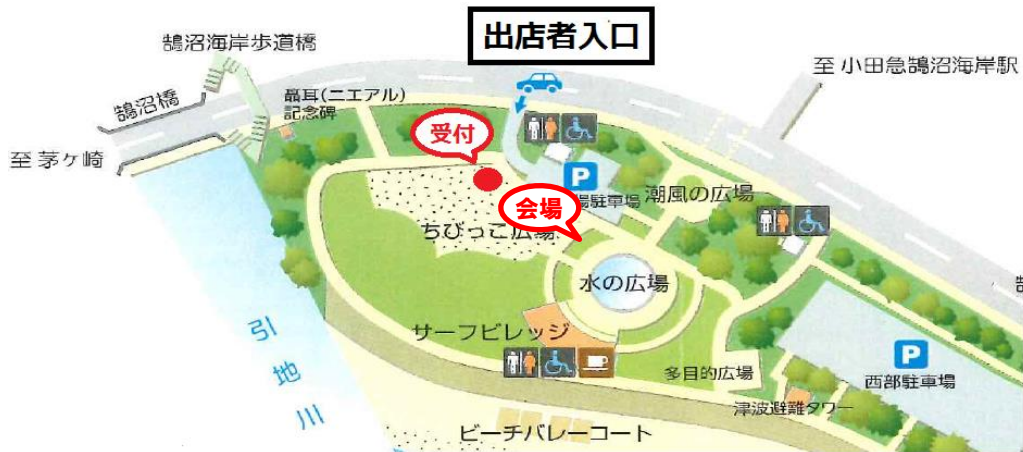 出店者入口
鵠沼海岸歩道橋
至 小田急鵠沼海岸駅
鵠沼橋
聶耳(ニエアル)
記念碑
受付
至 茅ヶ崎
P
場駐車場
潮風の広場
会場
ちびっこ広場
水の広場
サーフビレッジ
引地川
P
西部駐車場
多目的広場
津波避難タワー
ビーチバレーコート